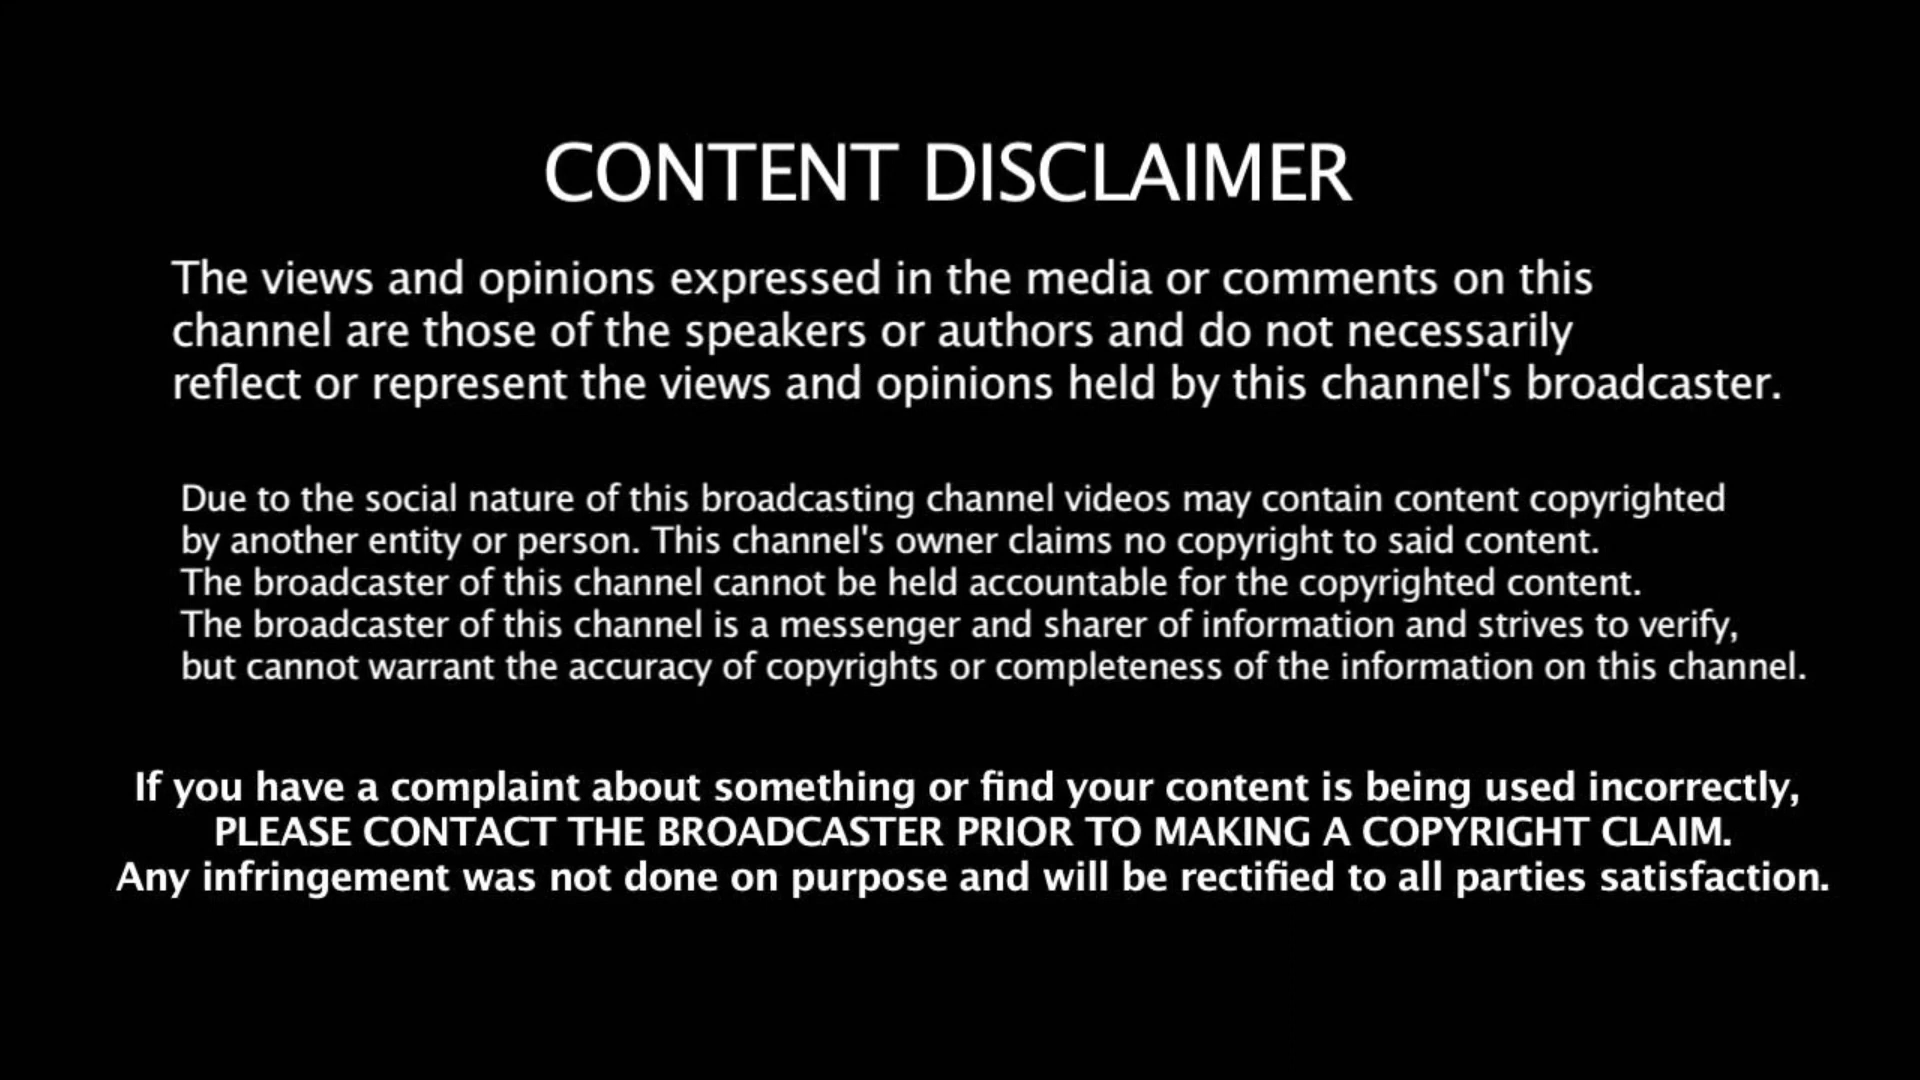 CONTENT DISCLAIMER
The views and opinions expressed in the media or comments on this
channel are those of the speakers or authors and do not necessarily
reflect or represent the views and opinions held by this channel's broadcaster.
Due to the social nature of this broadcasting channel videos may contain content copyrighted
by another entity or person. This channel's owner claims no copyright to said content.
The broadcaster of this channel cannot be held accountable for the copyrighted content.
The broadcaster of this channel is a messenger and sharer of information and strives to verify,
but cannot warrant the accuracy of copyrights or completeness of the information on this channel.
If you have a complaint about something or find your content is being used incorrectly,
PLEASE CONTACT THE BROADCASTER PRIOR TO MAKING A COPYRIGHT CLAIM.
Any infringement was not done on purpose and will be rectified to all parties satisfaction.